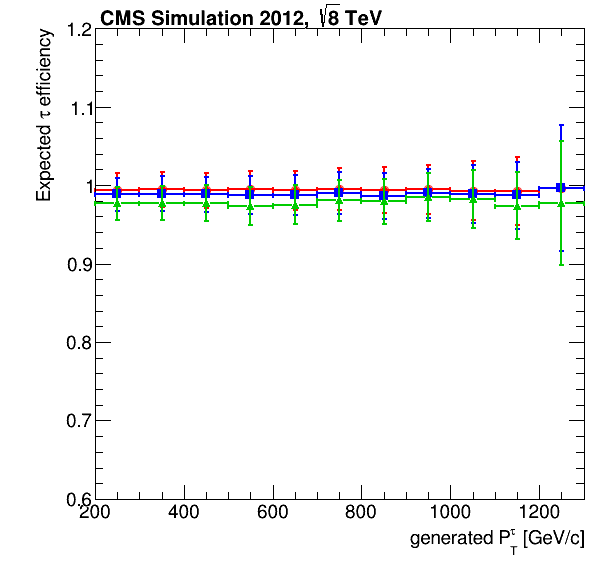 CMS Simulation 2012, √8 TeV
Expected τ efficiency
1.2
1.1
1
0.9
0.8
0.7
0.6
200 400 600 800 1000 1200
generated P_T^τ [GeV/c]